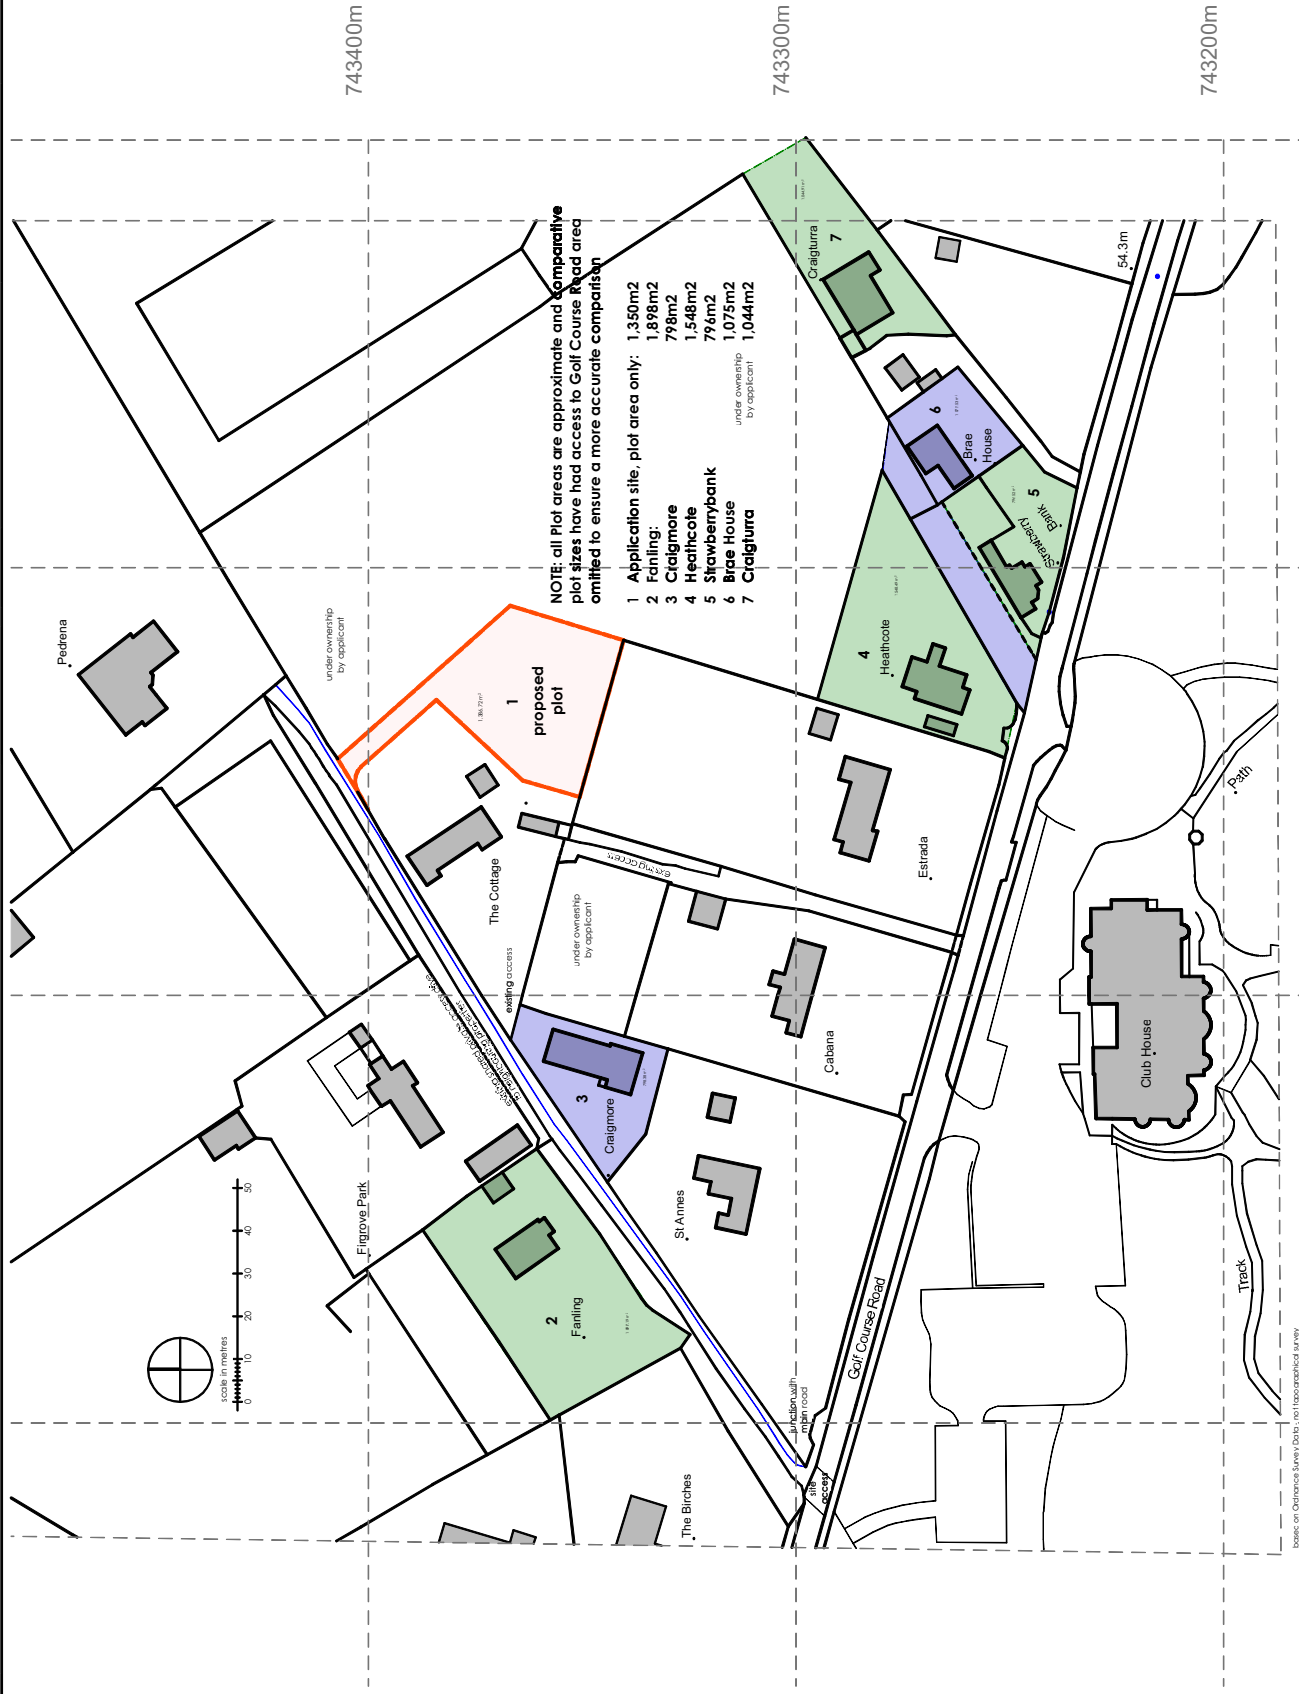 743400m
743300m
743200m
NOTE: all Plot areas are approximate and comparative
plot sizes have had access to Golf Course Road area
omitted to ensure a more accurate comparison
1 Application site, plot area only: 1,350m2
2 Fanling: 1,898m2
3 Craigmore 798m2
4 Heathcote 1,548m2
5 Strawberrybank 796m2
6 Brae House 1,075m2
7 Craigturra 1,044m2
under ownership
by applicant
under ownership
by applicant
under ownership
by applicant
Pedrena
1
proposed
plot
The Cottage
existing access
existing access
Craigturra
7
54.3m
6
Brae
House
5
Strawberry
Bank
4
Heathcote
Estrada
Cabana
Path
Club House
Track
3
Craigmore
St Annes
Firgrove Park
2
Fanling
The Birches
Golf Course Road
junction with
main road
site
access
scale in metres
0 10 20 30 40 50
based on Ordnance Survey Data - not topographical survey